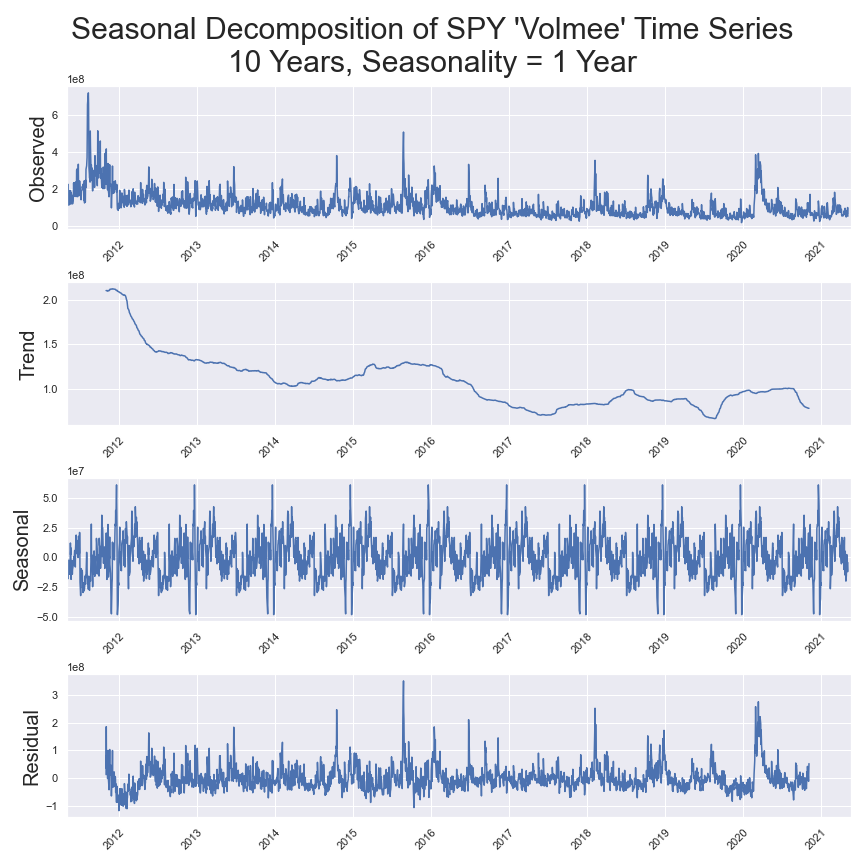 Seasonal Decomposition of SPY 'Volmee' Time Series
10 Years, Seasonality = 1 Year
1e8
Observed
6
4
2
0
2012 2013 2014 2015 2016 2017 2018 2019 2020 2021
1e8
Trend
2.0
1.5
1.0
2012 2013 2014 2015 2016 2017 2018 2019 2020 2021
1e7
Seasonal
5.0
2.5
0.0
−2.5
−5.0
2012 2013 2014 2015 2016 2017 2018 2019 2020 2021
1e8
Residual
3
2
1
0
−1
2012 2013 2014 2015 2016 2017 2018 2019 2020 2021